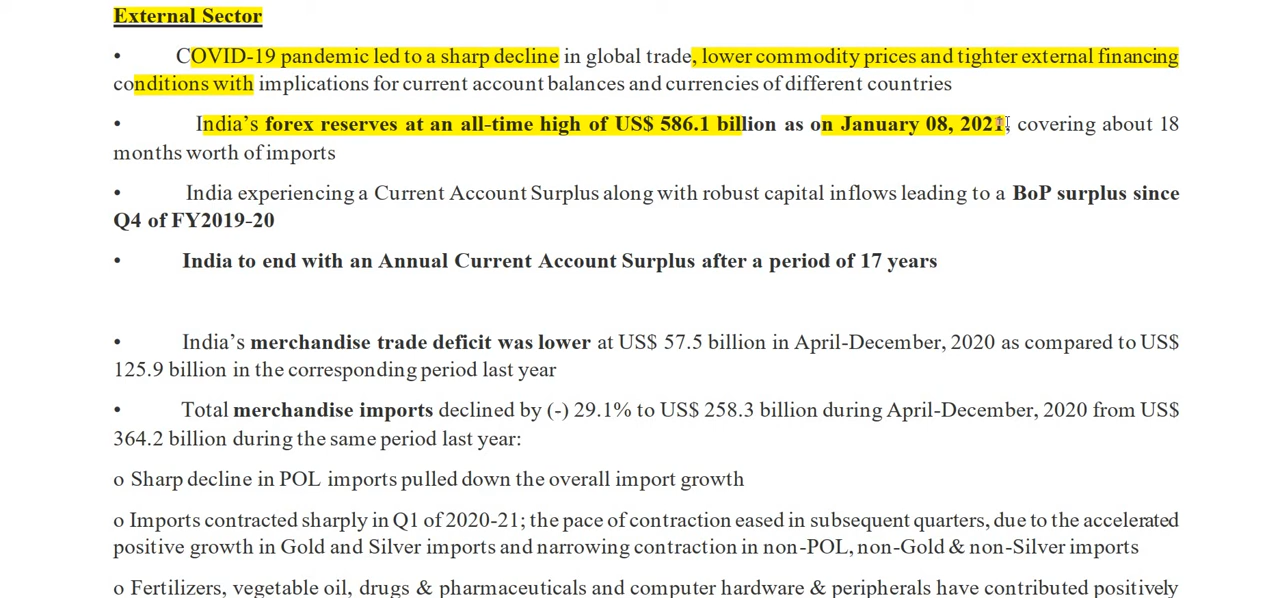 External Sector
• COVID-19 pandemic led to a sharp decline in global trade, lower commodity prices and tighter external financing
conditions with implications for current account balances and currencies of different countries
• India’s forex reserves at an all-time high of US$ 586.1 billion as on January 08, 2021, covering about 18
months worth of imports
• India experiencing a Current Account Surplus along with robust capital inflows leading to a BoP surplus since
Q4 of FY2019-20
• India to end with an Annual Current Account Surplus after a period of 17 years
• India’s merchandise trade deficit was lower at US$ 57.5 billion in April-December, 2020 as compared to US$
125.9 billion in the corresponding period last year
• Total merchandise imports declined by (-) 29.1% to US$ 258.3 billion during April-December, 2020 from US$
364.2 billion during the same period last year:
o Sharp decline in POL imports pulled down the overall import growth
o Imports contracted sharply in Q1 of 2020-21; the pace of contraction eased in subsequent quarters, due to the accelerated
positive growth in Gold and Silver imports and narrowing contraction in non-POL, non-Gold & non-Silver imports
o Fertilizers, vegetable oil, drugs & pharmaceuticals and computer hardware & peripherals have contributed positively